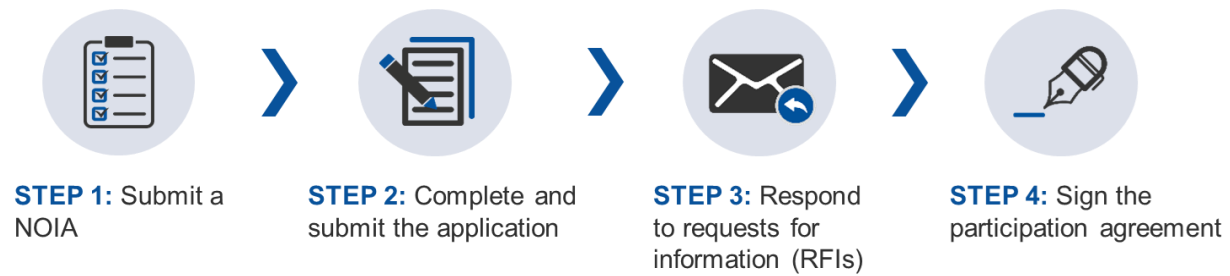 STEP 1: Submit a
NOIA
STEP 2: Complete and
submit the application
STEP 3: Respond
to requests for
information (RFIs)
STEP 4: Sign the
participation agreement